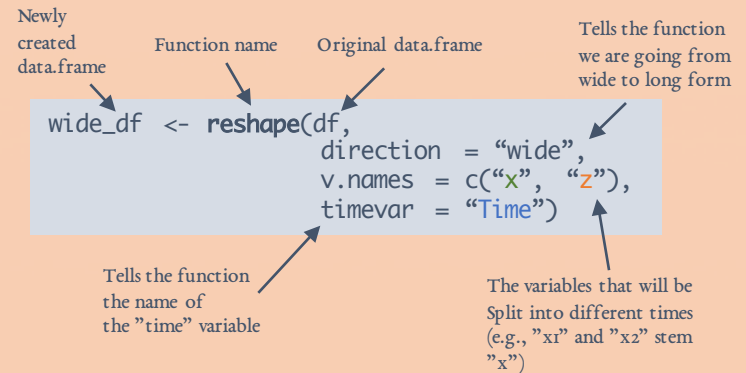 Newly
created
data.frame
Function name
Original data.frame
Tells the function
we are going from
wide to long form
wide_df <- reshape(df,
direction = “wide”,
v.names = c(“x”, “z”),
timevar = “Time”)
Tells the function
the name of
the ”time” variable
The variables that will be
Split into different times
(e.g., ”x1” and ”x2” stem
”x”)